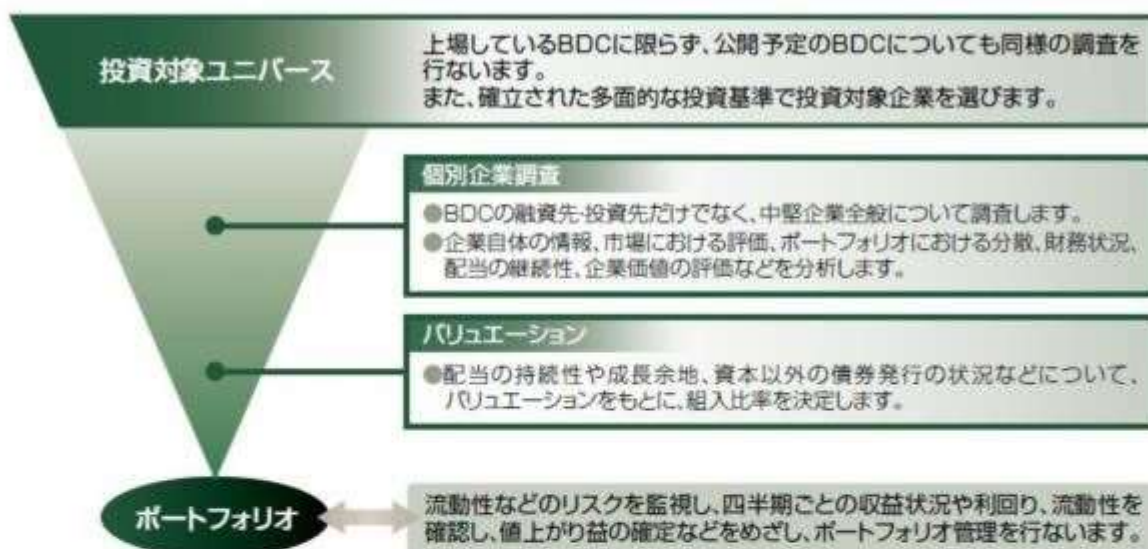 投資対象ユニバース
上場しているBDCに限らず、公開予定のBDCについても同様の調査を
行ないます。
また、確立された多面的な投資基準で投資対象企業を選びます。
個別企業調査
●BDCの融資先・投資先だけでなく、中堅企業全般について調査します。
●企業自体の情報、市場における評価、ポートフォリオにおける分散、財務状況、
配当の継続性、企業価値の評価などを分析します。
バリュエーション
●配当の持続性や成長余地、資本以外の債券発行の状況などについて、
バリュエーションをもとに、組入比率を決定します。
ポートフォリオ
流動性などのリスクを監視し、四半期ごとの収益状況や利回り、流動性を
確認し、値上がり益の確定などをめざし、ポートフォリオ管理を行ないます。